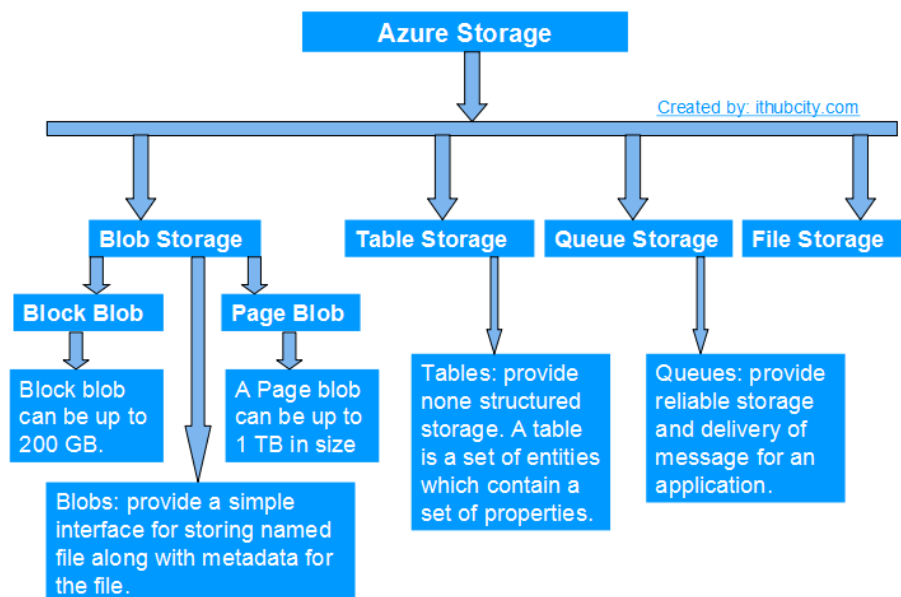 Azure Storage
Created by: ithubcity.com
Blob Storage
Table Storage
Queue Storage
File Storage
Block Blob
Page Blob
Block blob
can be up to
200 GB.
A Page blob
can be up to
1 TB in size
Tables: provide
none structured
storage. A table
is a set of entities
which contain a
set of properties.
Queues: provide
reliable storage
and delivery of
message for an
application.
Blobs: provide a simple
interface for storing named
file along with metadata for
the file.